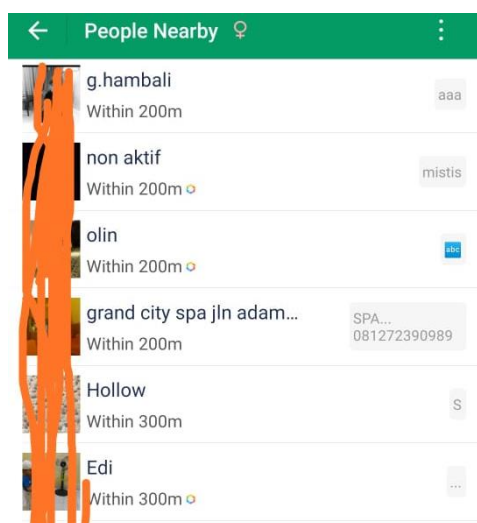 People Nearby ♀
g.hambali
aaa
Within 200m
non aktif
mistis
Within 200m
olin
abc
Within 200m
grand city spa jln adam...
SPA...
081272390989
Within 200m
Hollow
S
Within 300m
Edi
...
Within 300m